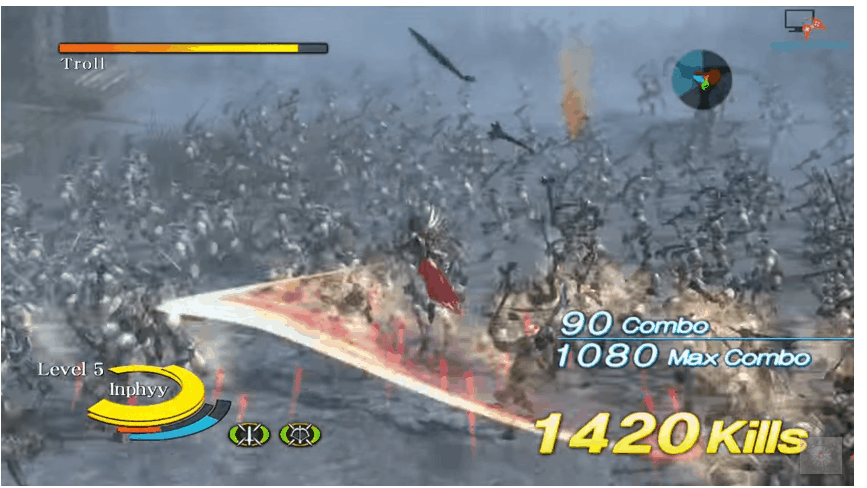 Troll
90 Combo
1080 Max Combo
Level 5
Inphyy
1420 Kills